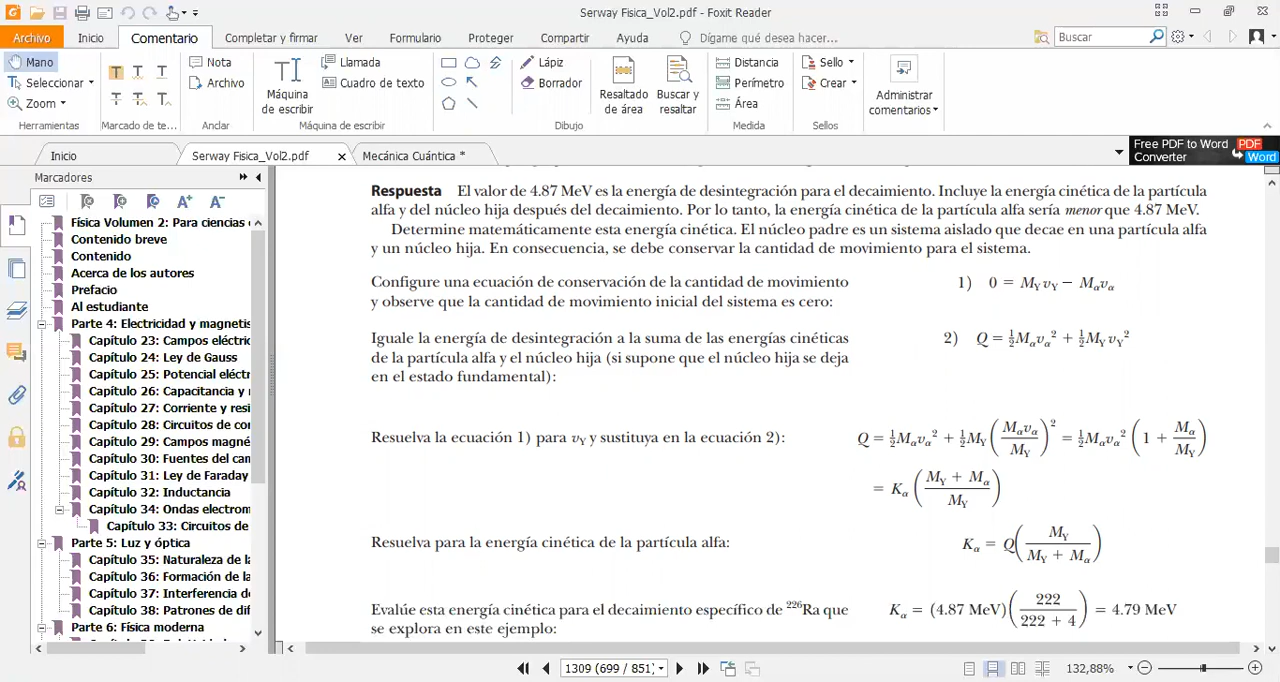 Serway Fisica_Vol2.pdf - Foxit Reader
Archivo Inicio Comentario Completar y firmar Ver Formulario Proteger Compartir Ayuda Dígame qué desea hacer... Buscar
Mano
Seleccionar
Zoom
Herramientas
T T T
T T T
Marcado de te...
Nota
Archivo
Anclar
Máquina
de escribir
Llamada
Cuadro de texto
Máquina de escribir
Lápiz
Borrador
Dibujo
Resaltado
de área
Buscar y
resaltar
Distancia
Perímetro
Área
Medida
Sello
Crear
Sellos
Administrar
comentarios
Inicio Serway Fisica_Vol2.pdf Mecánica Cuántica *
Free PDF to Word
Converter
PDF
Word
Marcadores
Física Volumen 2: Para ciencias
Contenido breve
Contenido
Acerca de los autores
Prefacio
Al estudiante
Parte 4: Electricidad y magnetis
Capítulo 23: Campos eléctric
Capítulo 24: Ley de Gauss
Capítulo 25: Potencial eléctr
Capítulo 26: Capacitancia y
Capítulo 27: Corriente y resi
Capítulo 28: Circuitos de cor
Capítulo 29: Campos magné
Capítulo 30: Fuentes del cam
Capítulo 31: Ley de Faraday
Capítulo 32: Inductancia
Capítulo 34: Ondas electrom
Capítulo 33: Circuitos de
Parte 5: Luz y óptica
Capítulo 35: Naturaleza de la
Capítulo 36: Formación de la
Capítulo 37: Interferencia de
Capítulo 38: Patrones de dif
Parte 6: Física moderna
Respuesta El valor de 4.87 MeV es la energía de desintegración para el decaimiento. Incluye la energía cinética de la partícula
alfa y del núcleo hija después del decaimiento. Por lo tanto, la energía cinética de la partícula alfa sería menor que 4.87 MeV.
Determine matemáticamente esta energía cinética. El núcleo padre es un sistema aislado que decae en una partícula alfa
y un núcleo hija. En consecuencia, se debe conservar la cantidad de movimiento para el sistema.
Configure una ecuación de conservación de la cantidad de movimiento
y observe que la cantidad de movimiento inicial del sistema es cero:
1) 0 = M_Y v_Y − M_α v_α
Iguale la energía de desintegración a la suma de las energías cinéticas
de la partícula alfa y el núcleo hija (si supone que el núcleo hija se deja
en el estado fundamental):
2) Q = ½M_α v_α² + ½M_Y v_Y²
Resuelva la ecuación 1) para v_Y y sustituya en la ecuación 2):
Q = ½M_α v_α² + ½M_Y (M_α v_α / M_Y)² = ½M_α v_α² (1 + M_α / M_Y)
= K_α ((M_Y + M_α) / M_Y)
Resuelva para la energía cinética de la partícula alfa:
K_α = Q(M_Y / (M_Y + M_α))
Evalúe esta energía cinética para el decaimiento específico de ²²⁶Ra que
se explora en este ejemplo:
K_α = (4.87 MeV) (222 / (222 + 4)) = 4.79 MeV
1309 (699 / 851)
132,88%